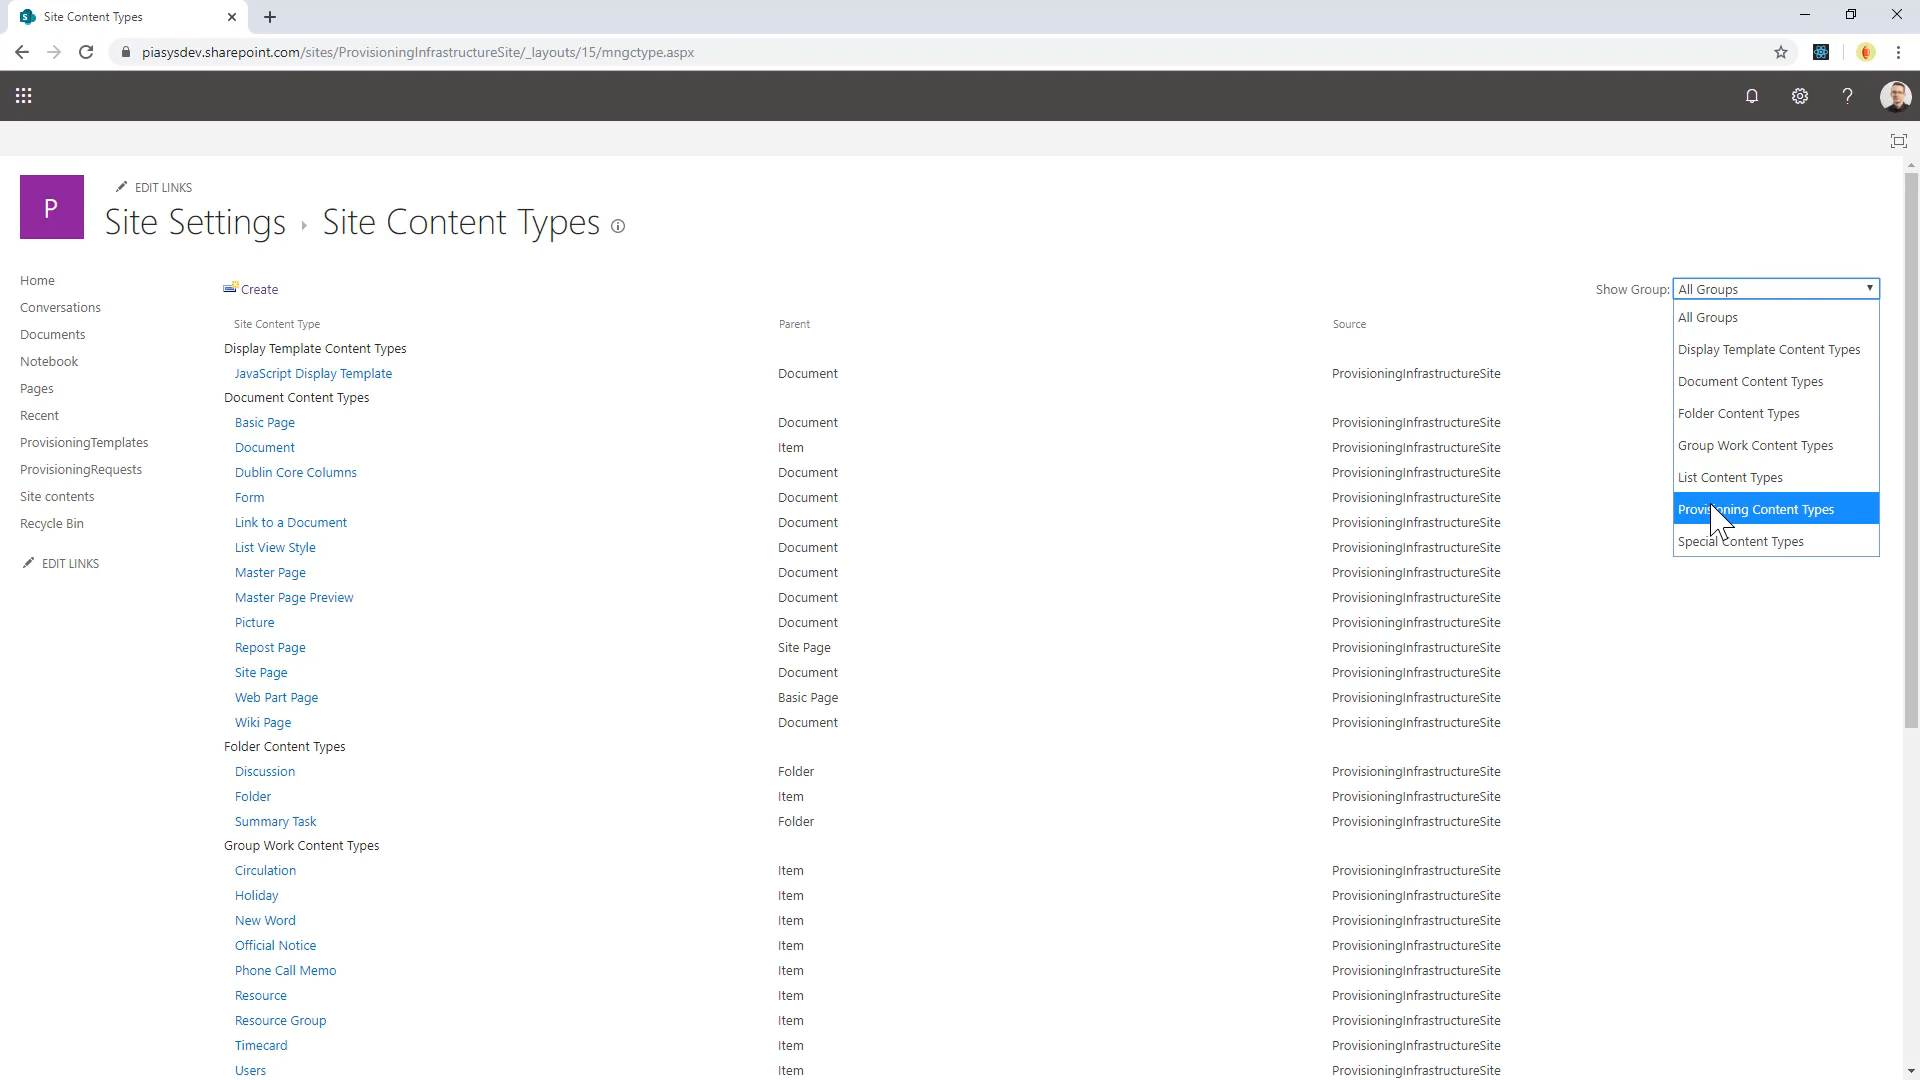 Site Content Types
piasysdev.sharepoint.com/sites/ProvisioningInfrastructureSite/_layouts/15/mngctype.aspx
P
EDIT LINKS
Site Settings Site Content Types
Home
Conversations
Documents
Notebook
Pages
Recent
ProvisioningTemplates
ProvisioningRequests
Site contents
Recycle Bin
EDIT LINKS
Create
Show Group: All Groups
All Groups
Display Template Content Types
Document Content Types
Folder Content Types
Group Work Content Types
List Content Types
Provisioning Content Types
Special Content Types
Site Content Type Parent Source
Display Template Content Types
JavaScript Display Template Document ProvisioningInfrastructureSite
Document Content Types
Basic Page Document ProvisioningInfrastructureSite
Document Item ProvisioningInfrastructureSite
Dublin Core Columns Document ProvisioningInfrastructureSite
Form Document ProvisioningInfrastructureSite
Link to a Document Document ProvisioningInfrastructureSite
List View Style Document ProvisioningInfrastructureSite
Master Page Document ProvisioningInfrastructureSite
Master Page Preview Document ProvisioningInfrastructureSite
Picture Document ProvisioningInfrastructureSite
Repost Page Site Page ProvisioningInfrastructureSite
Site Page Document ProvisioningInfrastructureSite
Web Part Page Basic Page ProvisioningInfrastructureSite
Wiki Page Document ProvisioningInfrastructureSite
Folder Content Types
Discussion Folder ProvisioningInfrastructureSite
Folder Item ProvisioningInfrastructureSite
Summary Task Folder ProvisioningInfrastructureSite
Group Work Content Types
Circulation Item ProvisioningInfrastructureSite
Holiday Item ProvisioningInfrastructureSite
New Word Item ProvisioningInfrastructureSite
Official Notice Item ProvisioningInfrastructureSite
Phone Call Memo Item ProvisioningInfrastructureSite
Resource Item ProvisioningInfrastructureSite
Resource Group Item ProvisioningInfrastructureSite
Timecard Item ProvisioningInfrastructureSite
Users Item ProvisioningInfrastructureSite